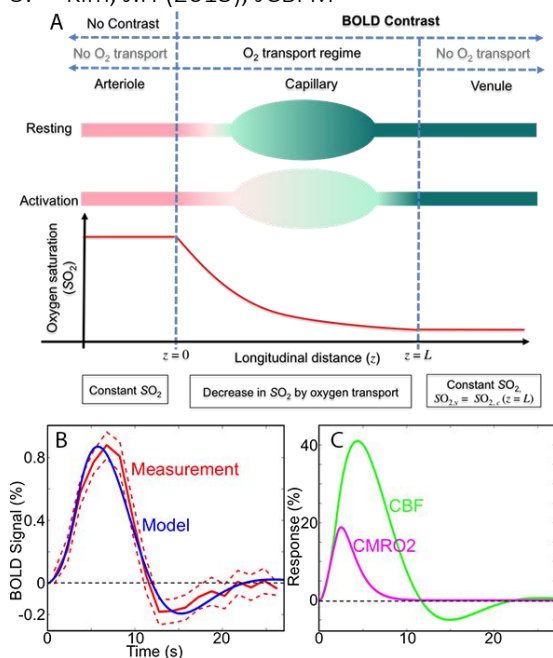 A
No Contrast
BOLD Contrast
No O2 transport
O2 transport regime
No O2 transport
Arteriole
Capillary
Venule
Resting
Activation
Oxygen saturation
(SO2)
z = 0
Longitudinal distance (z)
z = L
Constant SO2
Decrease in SO2 by oxygen transport
Constant SO2,
SO2,v = SO2,c (z = L)
B
BOLD Signal (%)
0.8
0.4
0
-0.2
Measurement
Model
0
10
20
Time (s)
C
Response (%)
40
20
0
CBF
CMRO2
0
10
20